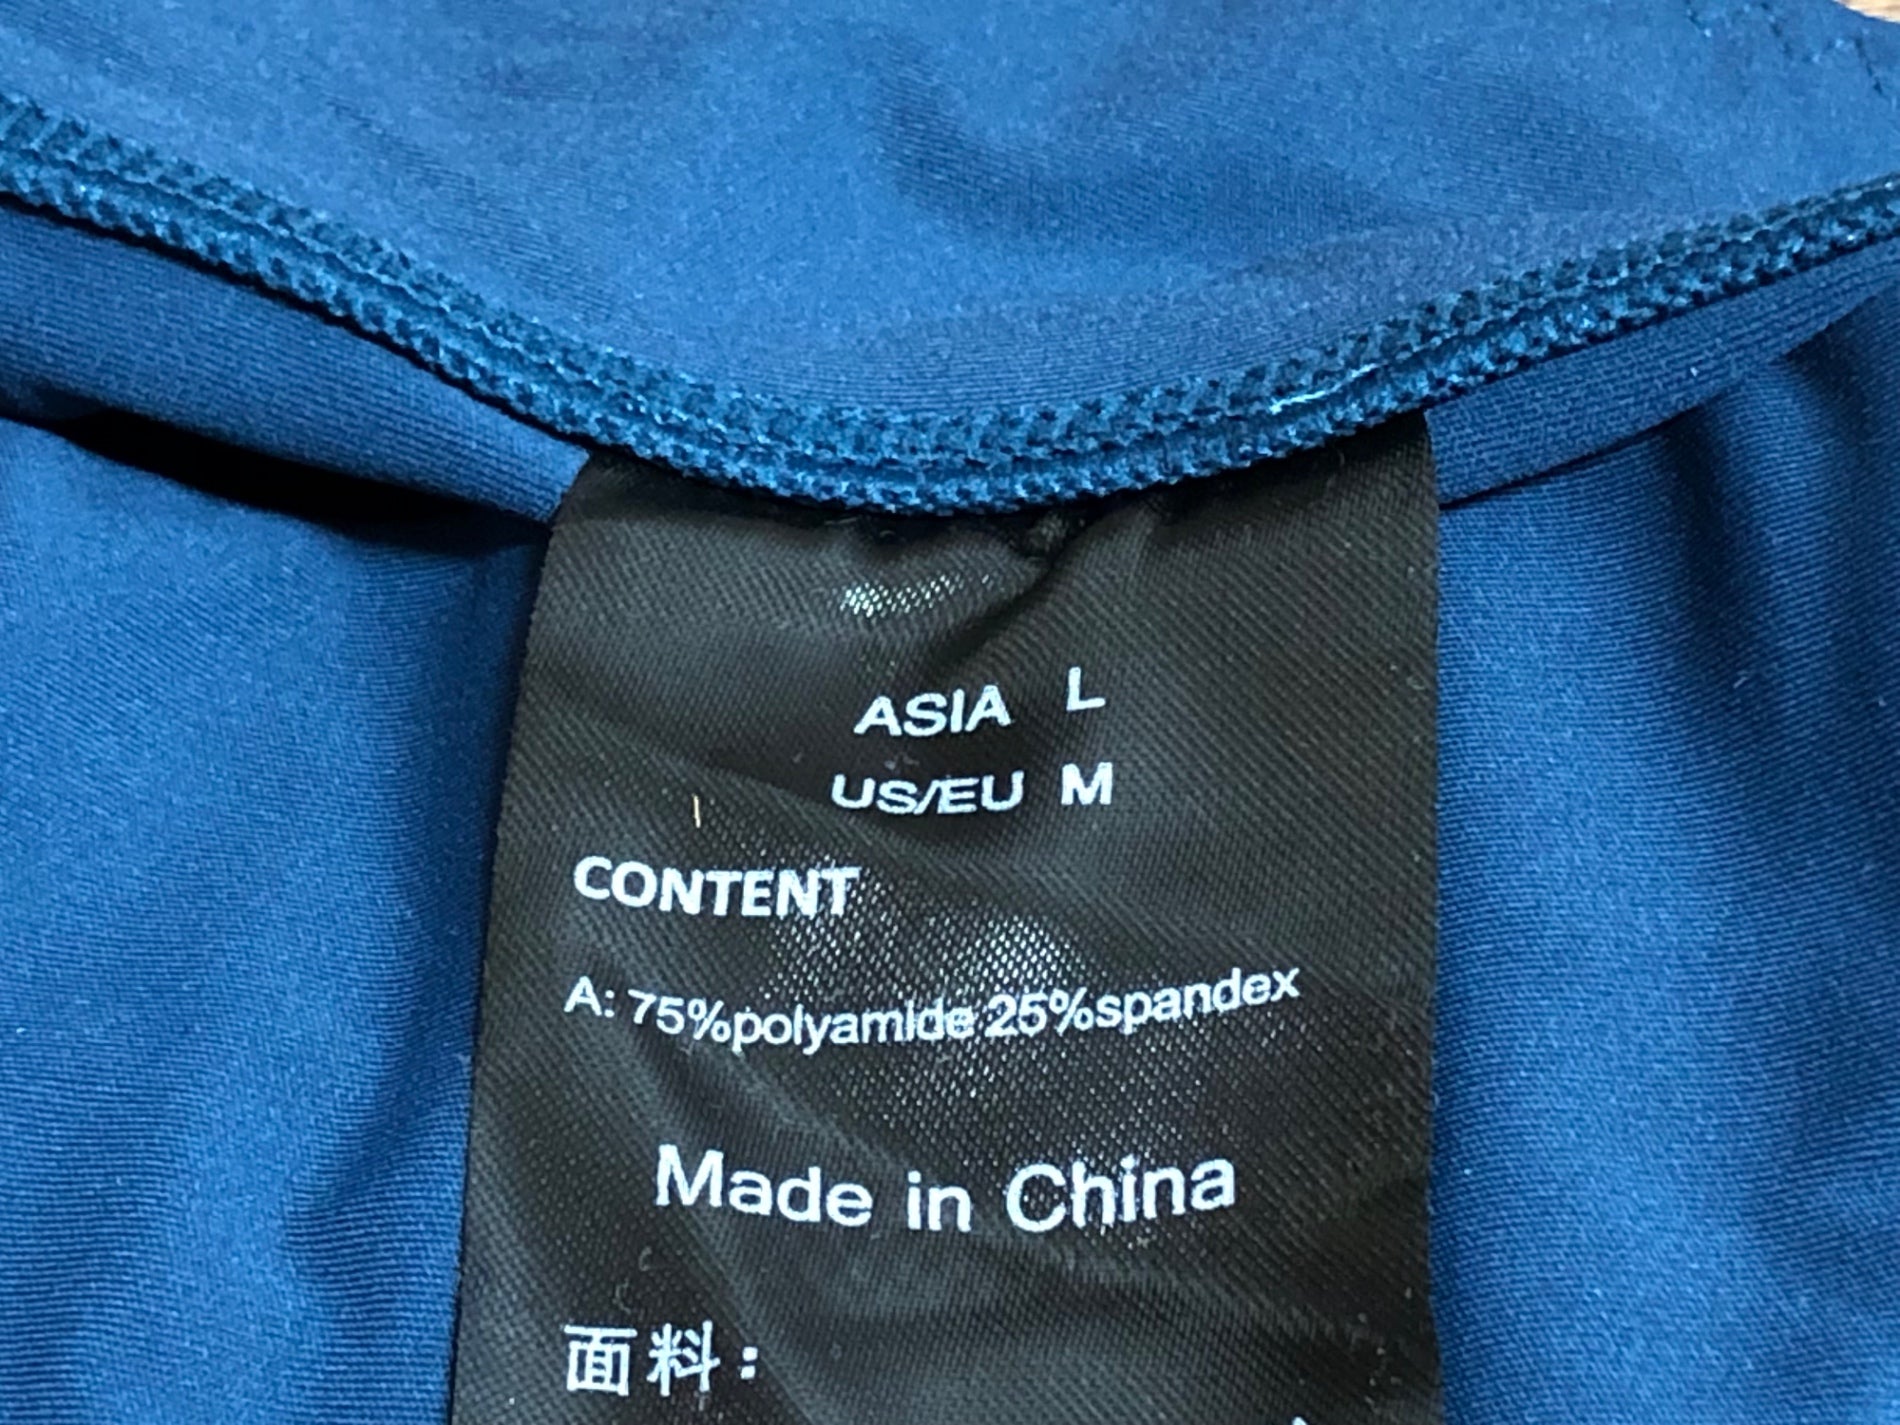 ASIA L
US/EU M
CONTENT
A: 75%polyamide 25%spandex
Made in China
面料: